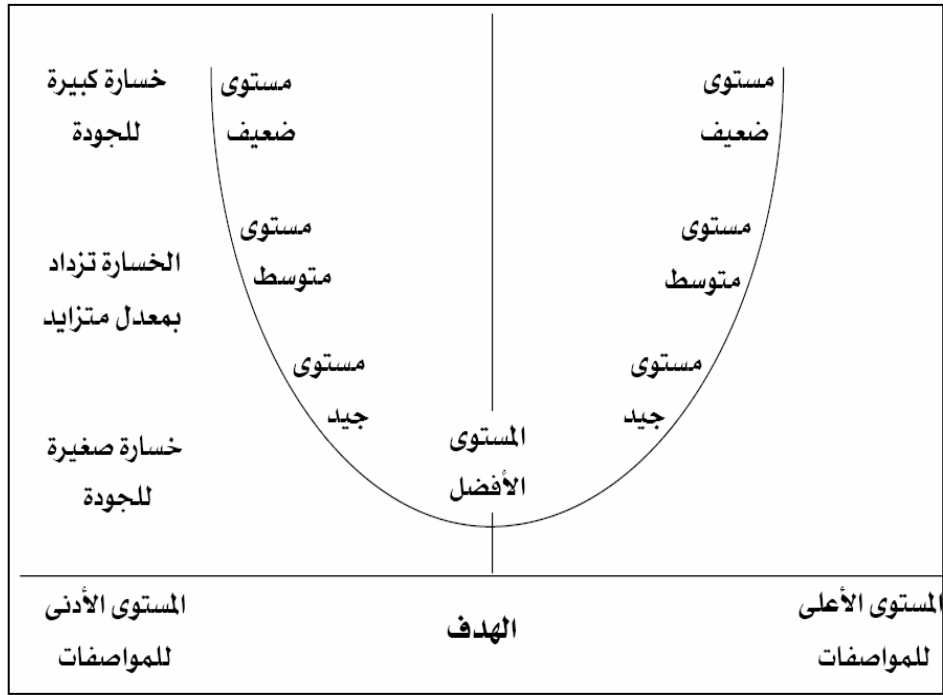 خسارة كبيرة
للجودة
مستوى
ضعيف
مستوى
ضعيف
الخسارة تزداد
بمعدل متزايد
مستوى
متوسط
مستوى
متوسط
مستوى
جيد
مستوى
جيد
خسارة صغيرة
للجودة
المستوى
الأفضل
المستوى الأعلى
للمواصفات
الهدف
المستوى الأدنى
للمواصفات